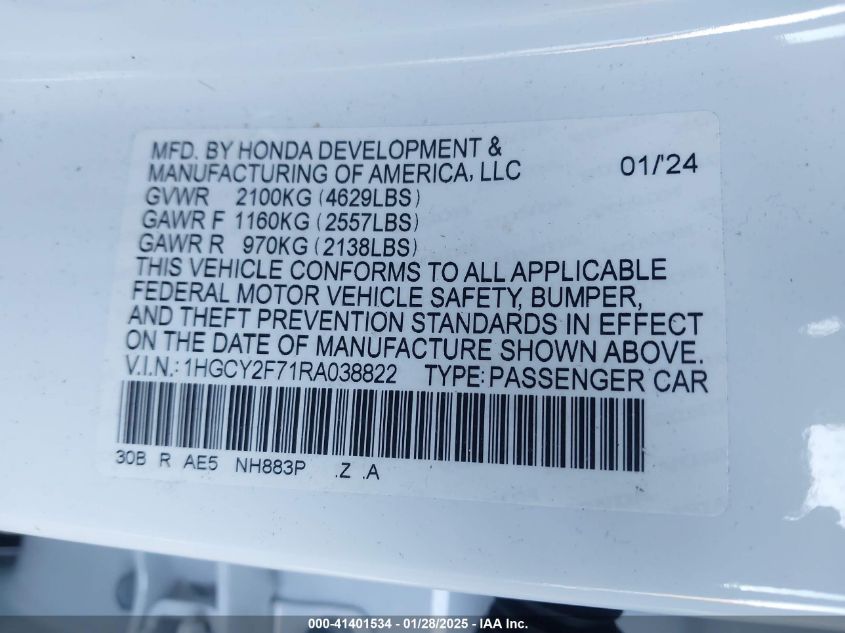 MFD. BY HONDA DEVELOPMENT &
MANUFACTURING OF AMERICA, LLC 01/'24
GVWR 2100KG (4629LBS)
GAWR F 1160KG (2557LBS)
GAWR R 970KG (2138LBS)
THIS VEHICLE CONFORMS TO ALL APPLICABLE
FEDERAL MOTOR VEHICLE SAFETY, BUMPER,
AND THEFT PREVENTION STANDARDS IN EFFECT
ON THE DATE OF MANUFACTURE SHOWN ABOVE.
V.I.N.: 1HGCY2F71RA038822 TYPE: PASSENGER CAR
30B R AE5 NH883P .Z .A
000-41401534 - 01/28/2025 - IAA Inc.